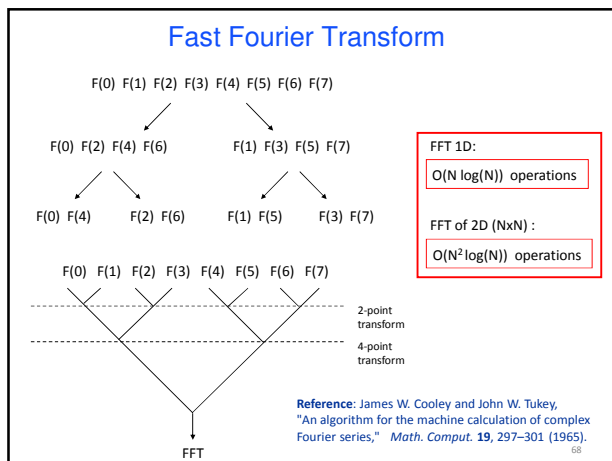 Fast Fourier Transform
F(0) F(1) F(2) F(3) F(4) F(5) F(6) F(7)
F(0) F(2) F(4) F(6)
F(1) F(3) F(5) F(7)
F(0) F(4)
F(2) F(6)
F(1) F(5)
F(3) F(7)
FFT 1D:
O(N log(N)) operations
FFT of 2D (NxN) :
O(N² log(N)) operations
F(0) F(1) F(2) F(3) F(4) F(5) F(6) F(7)
2-point
transform
4-point
transform
FFT
Reference: James W. Cooley and John W. Tukey,
"An algorithm for the machine calculation of complex
Fourier series," Math. Comput. 19, 297–301 (1965).
68